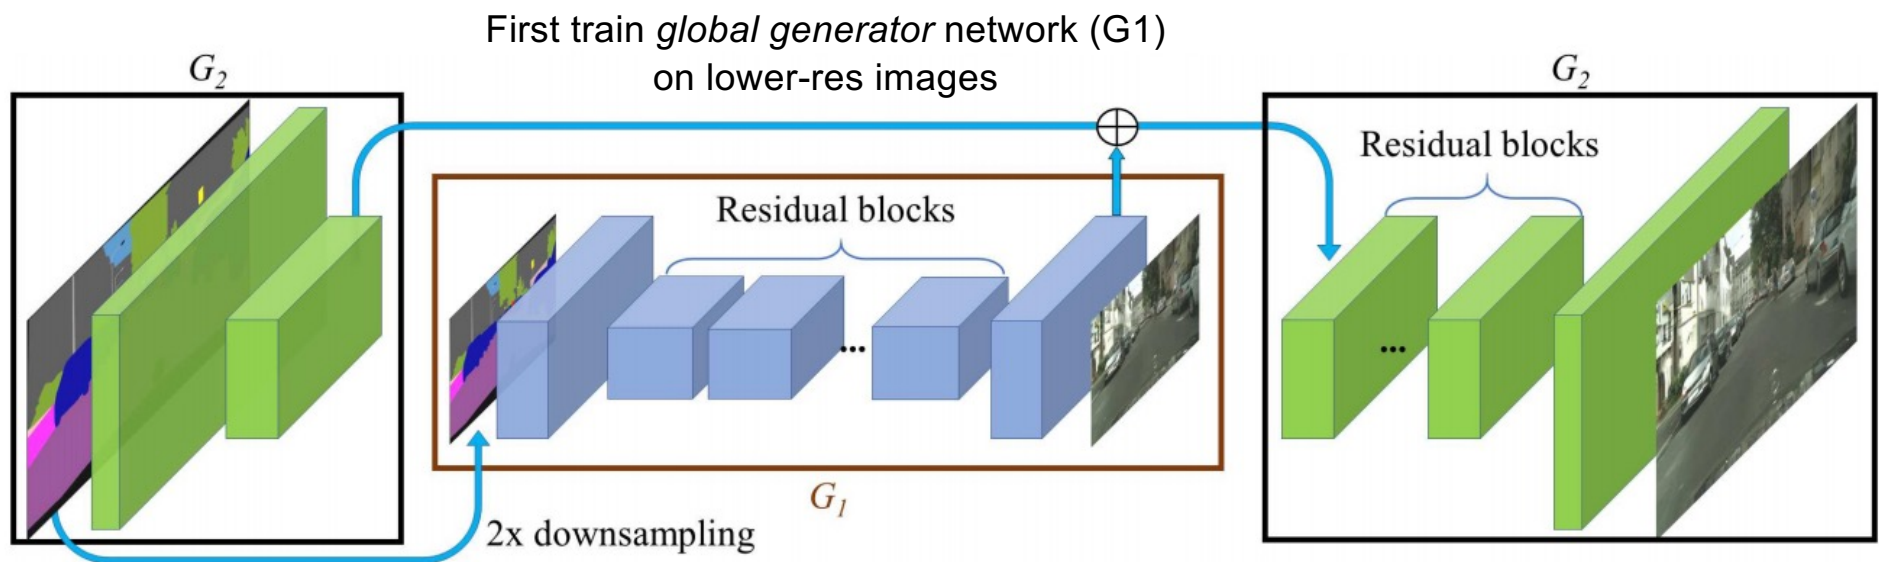 First train global generator network (G1)
on lower-res images
G2
G2
Residual blocks
Residual blocks
...
...
G1
2x downsampling